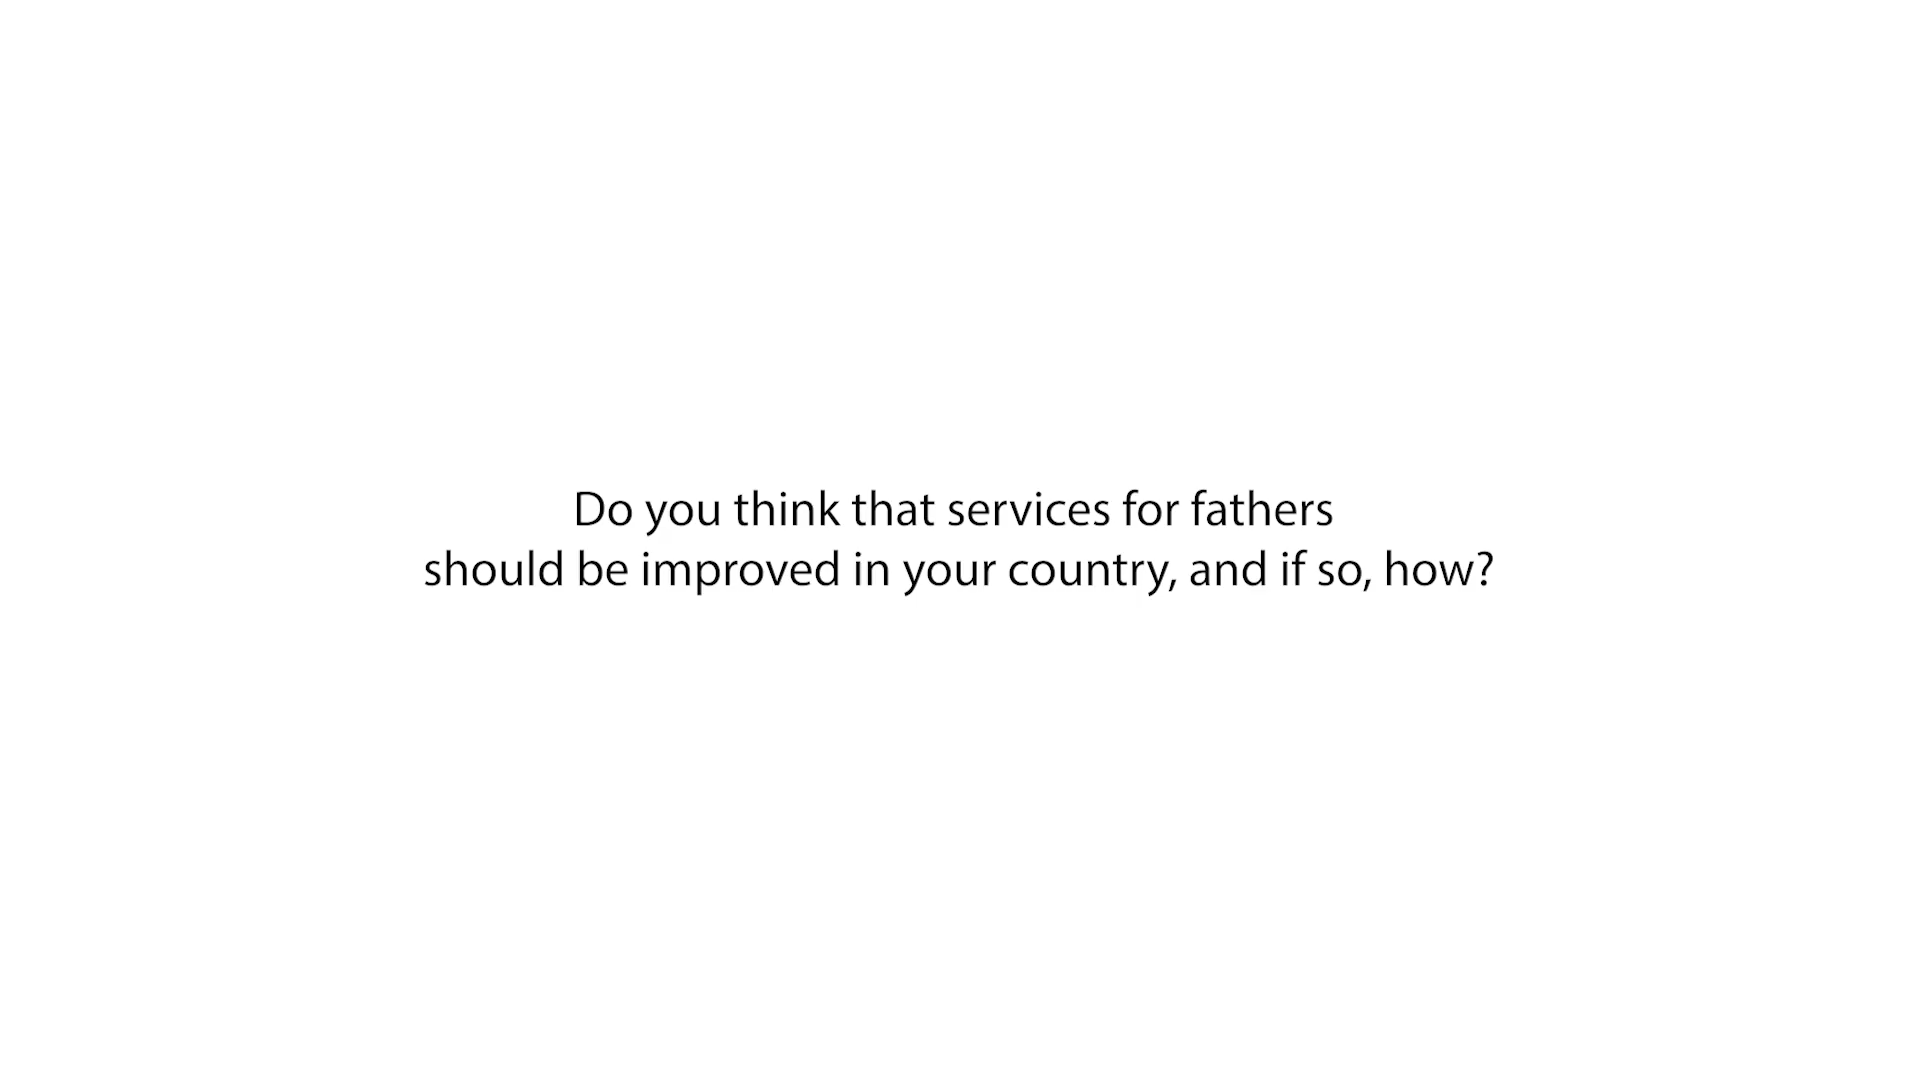 Do you think that services for fathers
should be improved in your country, and if so, how?